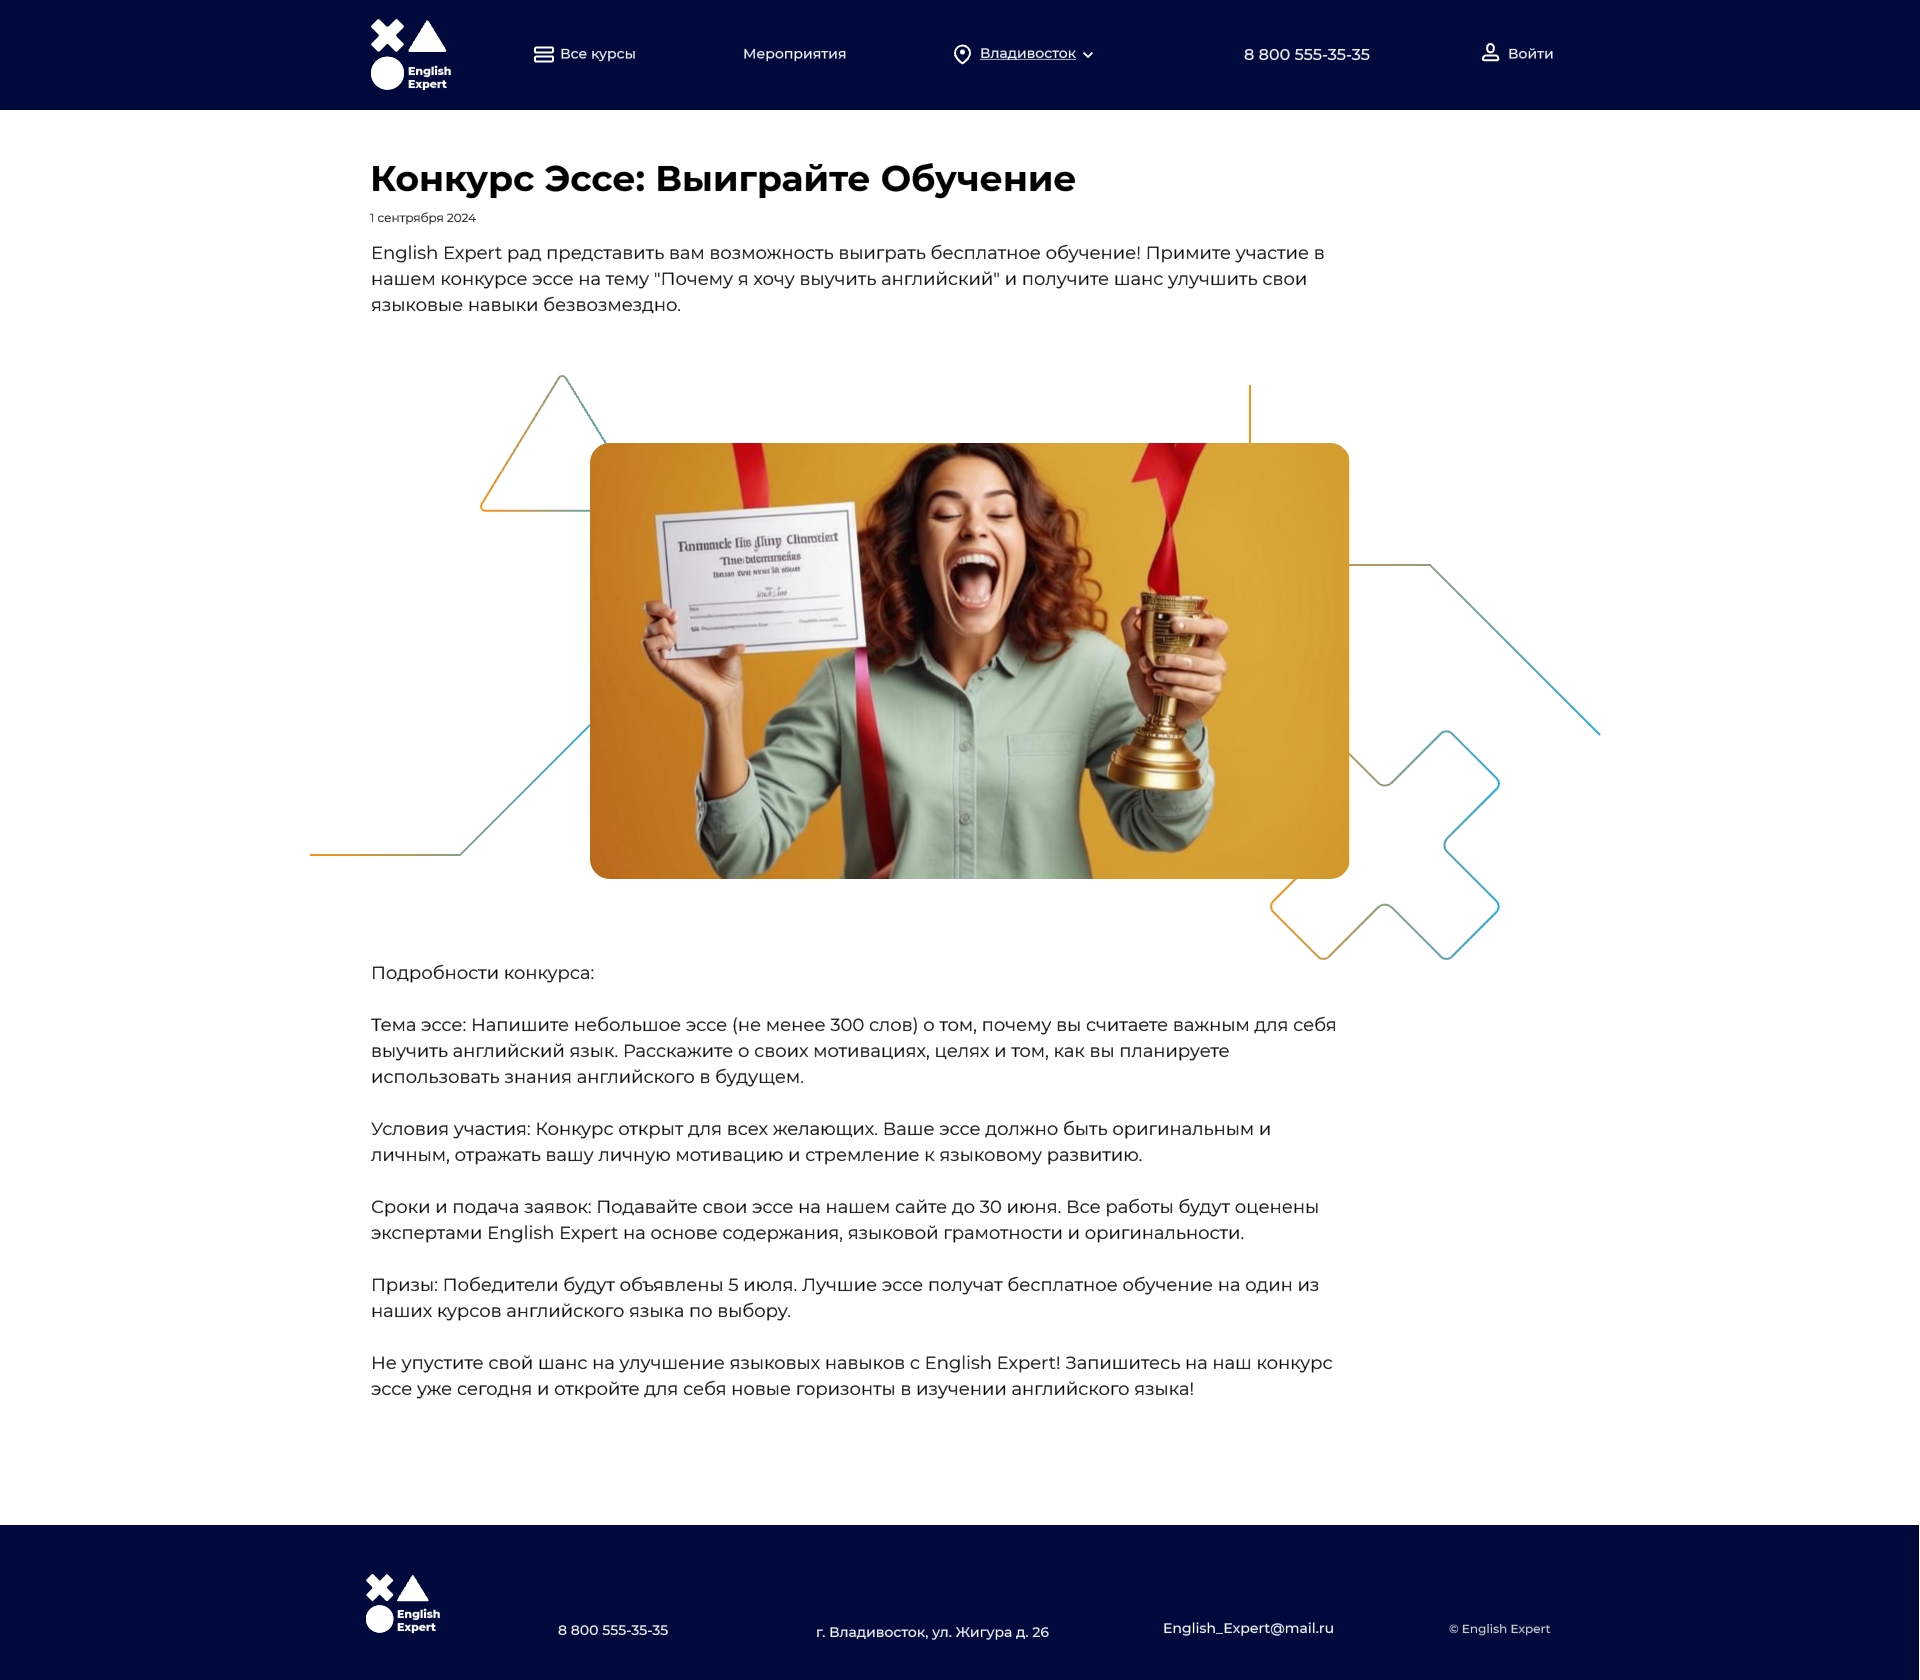 English
Expert
Все курсы
Мероприятия
Владивосток
8 800 555-35-35
Войти
Конкурс Эссе: Выиграйте Обучение
1 сентября 2024
English Expert рад представить вам возможность выиграть бесплатное обучение! Примите участие в
нашем конкурсе эссе на тему "Почему я хочу выучить английский" и получите шанс улучшить свои
языковые навыки безвозмездно.
Подробности конкурса:
Тема эссе: Напишите небольшое эссе (не менее 300 слов) о том, почему вы считаете важным для себя
выучить английский язык. Расскажите о своих мотивациях, целях и том, как вы планируете
использовать знания английского в будущем.
Условия участия: Конкурс открыт для всех желающих. Ваше эссе должно быть оригинальным и
личным, отражать вашу личную мотивацию и стремление к языковому развитию.
Сроки и подача заявок: Подавайте свои эссе на нашем сайте до 30 июня. Все работы будут оценены
экспертами English Expert на основе содержания, языковой грамотности и оригинальности.
Призы: Победители будут объявлены 5 июля. Лучшие эссе получат бесплатное обучение на один из
наших курсов английского языка по выбору.
Не упустите свой шанс на улучшение языковых навыков с English Expert! Запишитесь на наш конкурс
эссе уже сегодня и откройте для себя новые горизонты в изучении английского языка!
English
Expert
8 800 555-35-35
г. Владивосток, ул. Жигура д. 26
English_Expert@mail.ru
© English Expert